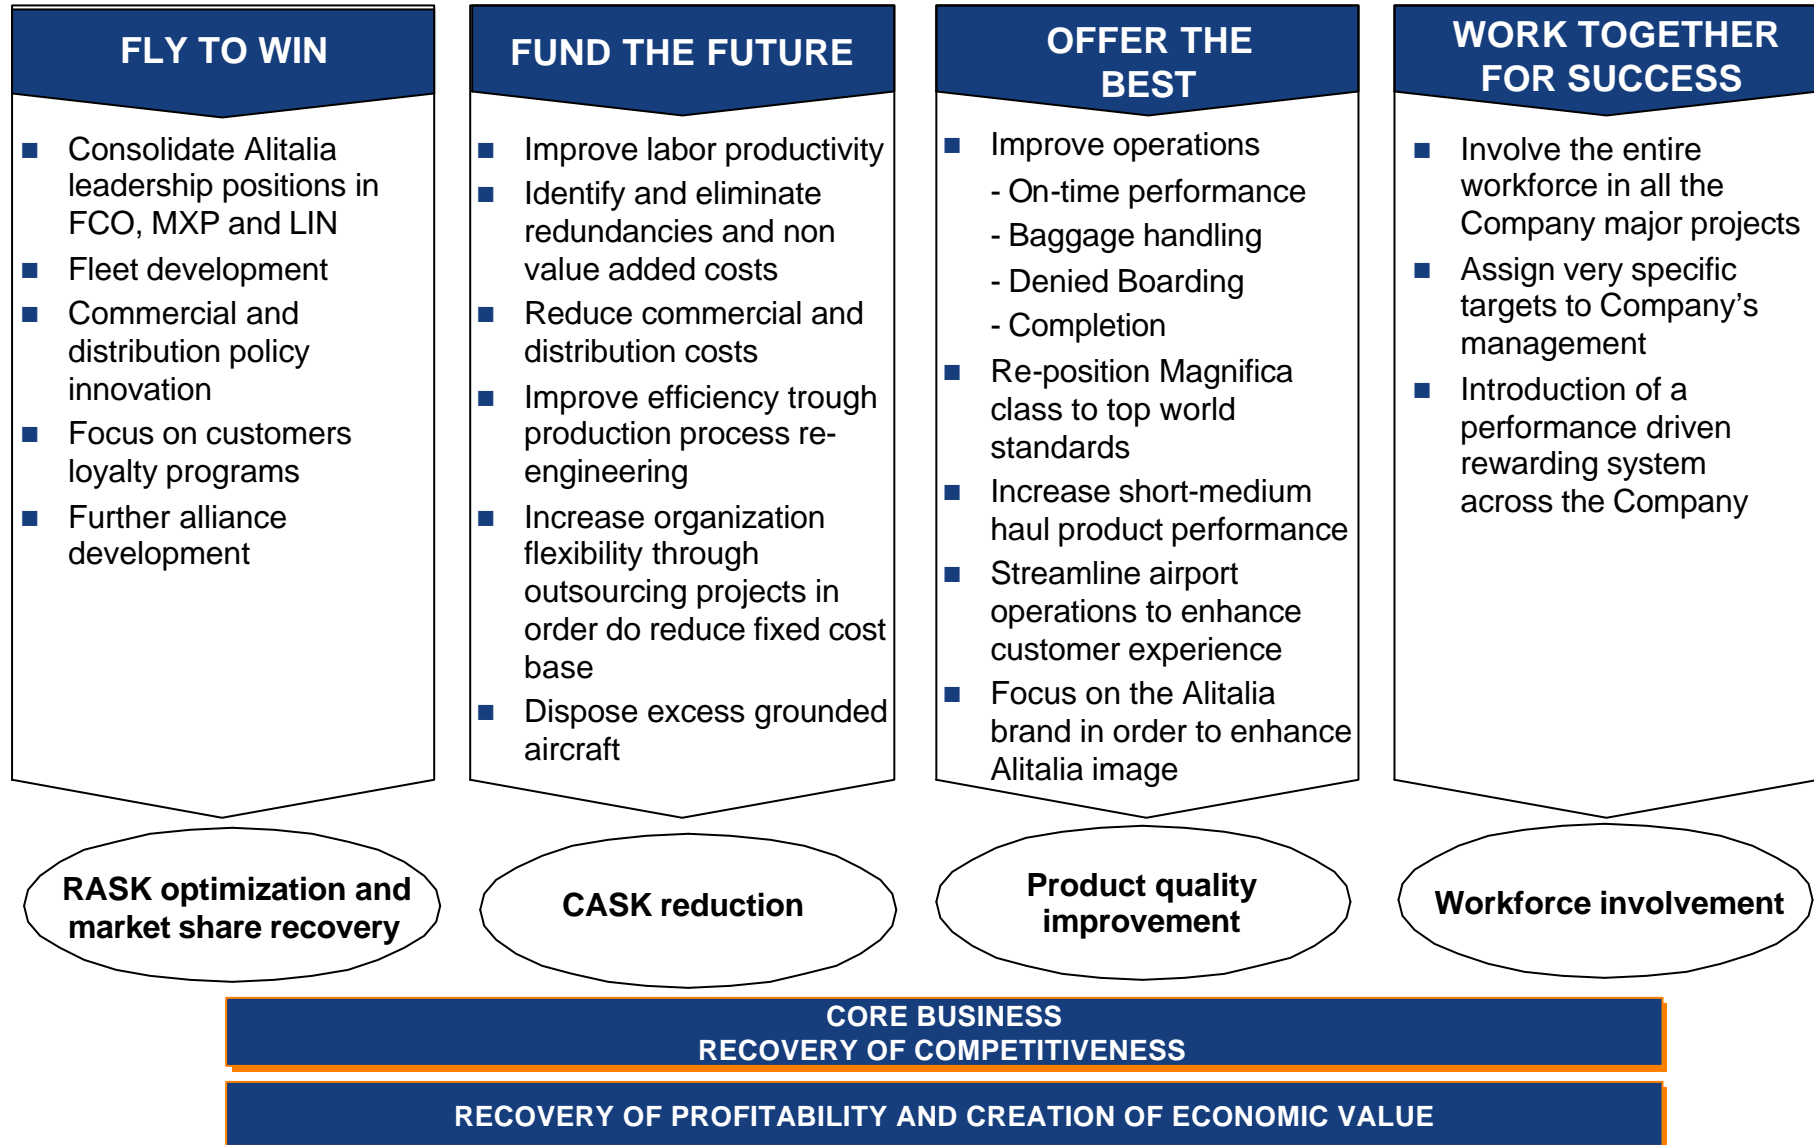 FLY TO WIN
■ Consolidate Alitalia
leadership positions in
FCO, MXP and LIN
■ Fleet development
■ Commercial and
distribution policy
innovation
■ Focus on customers
loyalty programs
■ Further alliance
development
RASK optimization and
market share recovery
FUND THE FUTURE
■ Improve labor productivity
■ Identify and eliminate
redundancies and non
value added costs
■ Reduce commercial and
distribution costs
■ Improve efficiency trough
production process re-
engineering
■ Increase organization
flexibility through
outsourcing projects in
order do reduce fixed cost
base
■ Dispose excess grounded
aircraft
CASK reduction
OFFER THE
BEST
■ Improve operations
- On-time performance
- Baggage handling
- Denied Boarding
- Completion
■ Re-position Magnifica
class to top world
standards
■ Increase short-medium
haul product performance
■ Streamline airport
operations to enhance
customer experience
■ Focus on the Alitalia
brand in order to enhance
Alitalia image
Product quality
improvement
WORK TOGETHER
FOR SUCCESS
■ Involve the entire
workforce in all the
Company major projects
■ Assign very specific
targets to Company's
management
■ Introduction of a
performance driven
rewarding system
across the Company
Workforce involvement
CORE BUSINESS
RECOVERY OF COMPETITIVENESS
RECOVERY OF PROFITABILITY AND CREATION OF ECONOMIC VALUE